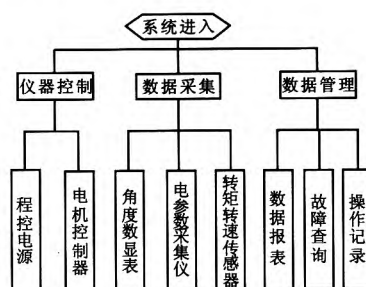 系统进入
仪器控制
数据采集
数据管理
程控电源
电机控制器
角度数显表
电参数采集仪
转矩转速传感器
数据报表
故障查询
操作记录